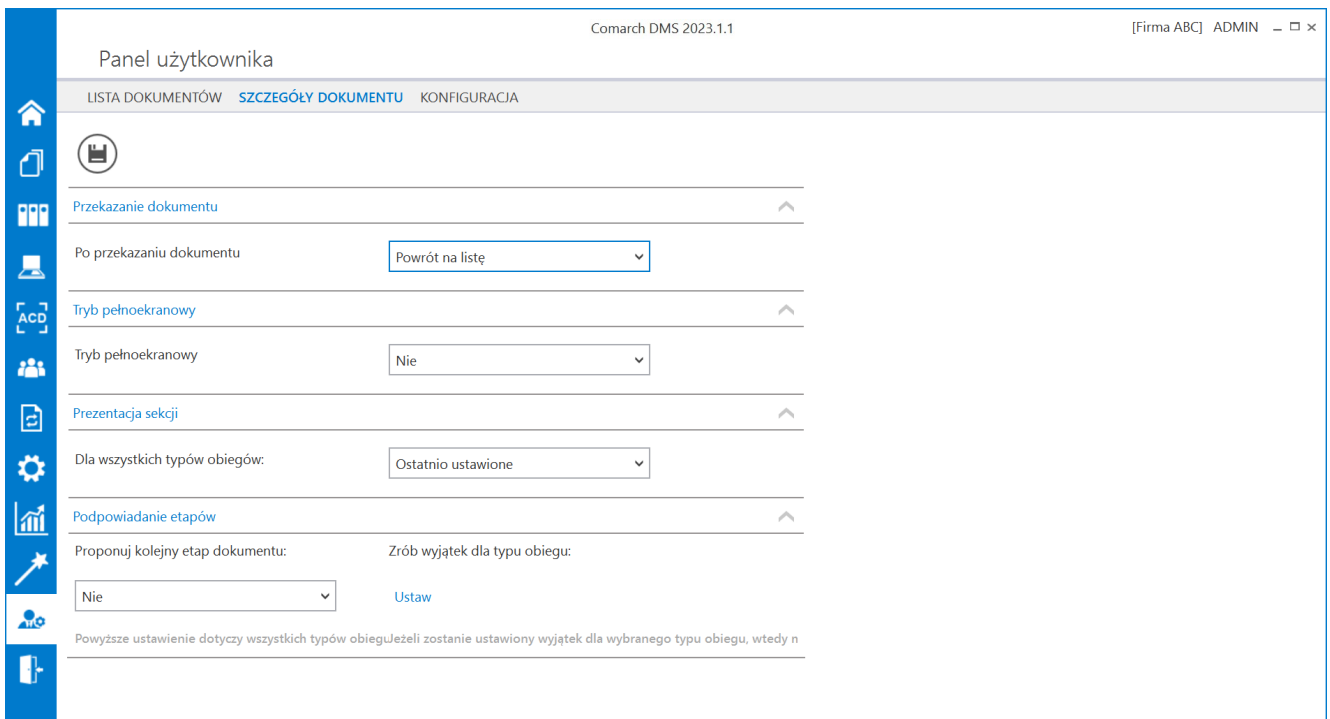 Comarch DMS 2023.1.1
[Firma ABC] ADMIN
Panel użytkownika
LISTA DOKUMENTÓW SZCZEGÓŁY DOKUMENTU KONFIGURACJA
Przekazanie dokumentu
Po przekazaniu dokumentu Powrót na listę
Tryb pełnoekranowy
Tryb pełnoekranowy Nie
ACD
Prezentacja sekcji
Dla wszystkich typów obiegów: Ostatnio ustawione
Podpowiadanie etapów
Proponuj kolejny etap dokumentu: Zrób wyjątek dla typu obiegu:
Nie Ustaw
Powyższe ustawienie dotyczy wszystkich typów obieguJeżeli zostanie ustawiony wyjątek dla wybranego typu obiegu, wtedy n